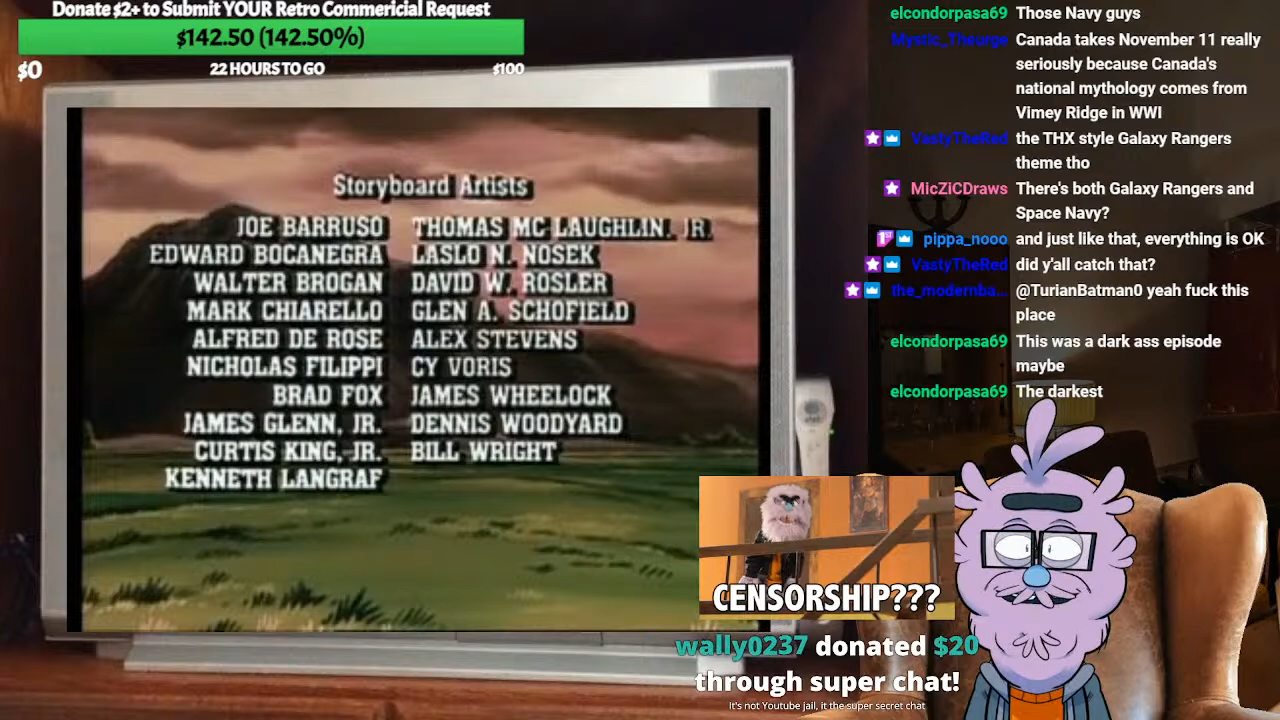 Donate $2+ to Submit YOUR Retro Commericial Request
$142.50 (142.50%)
$0
22 HOURS TO GO
$100
Storyboard Artists
JOE BARRUSO
EDWARD BOCANEGRA
WALTER BROGAN
MARK CHIARELLO
ALFRED DE ROSE
NICHOLAS FILIPPI
BRAD FOX
JAMES GLENN, JR.
CURTIS KING, JR.
KENNETH LANGRAF
THOMAS MC LAUGHLIN, JR.
LASLO N. NOSEK
DAVID W. ROSLER
GLEN A. SCHOFIELD
ALEX STEVENS
CY VORIS
JAMES WHEELOCK
DENNIS WOODYARD
BILL WRIGHT
elcondorpasa69 Those Navy guys
Mystic_Theurge Canada takes November 11 really
seriously because Canada's
national mythology comes from
Vimey Ridge in WWI
VastyTheRed the THX style Galaxy Rangers
theme tho
MicZiCDraws There's both Galaxy Rangers and
Space Navy?
pippa_nooo and just like that, everything is OK
VastyTheRed did y'all catch that?
the_modernba... @TurianBatman0 yeah fuck this
place
elcondorpasa69 This was a dark ass episode
maybe
elcondorpasa69 The darkest
CENSORSHIP???
wally0237 donated $20
through super chat!
It's not Youtube jail, it the super secret chat